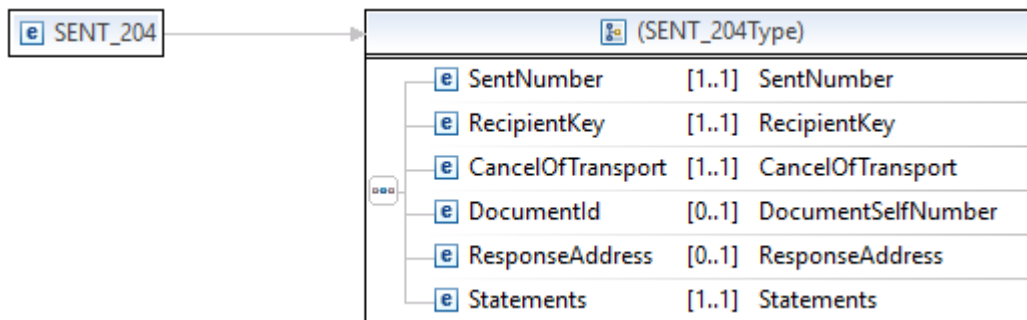 e SENT_204
(SENT_204Type)
e SentNumber [1..1] SentNumber
e RecipientKey [1..1] RecipientKey
e CancelOfTransport [1..1] CancelOfTransport
e DocumentId [0..1] DocumentSelfNumber
e ResponseAddress [0..1] ResponseAddress
e Statements [1..1] Statements